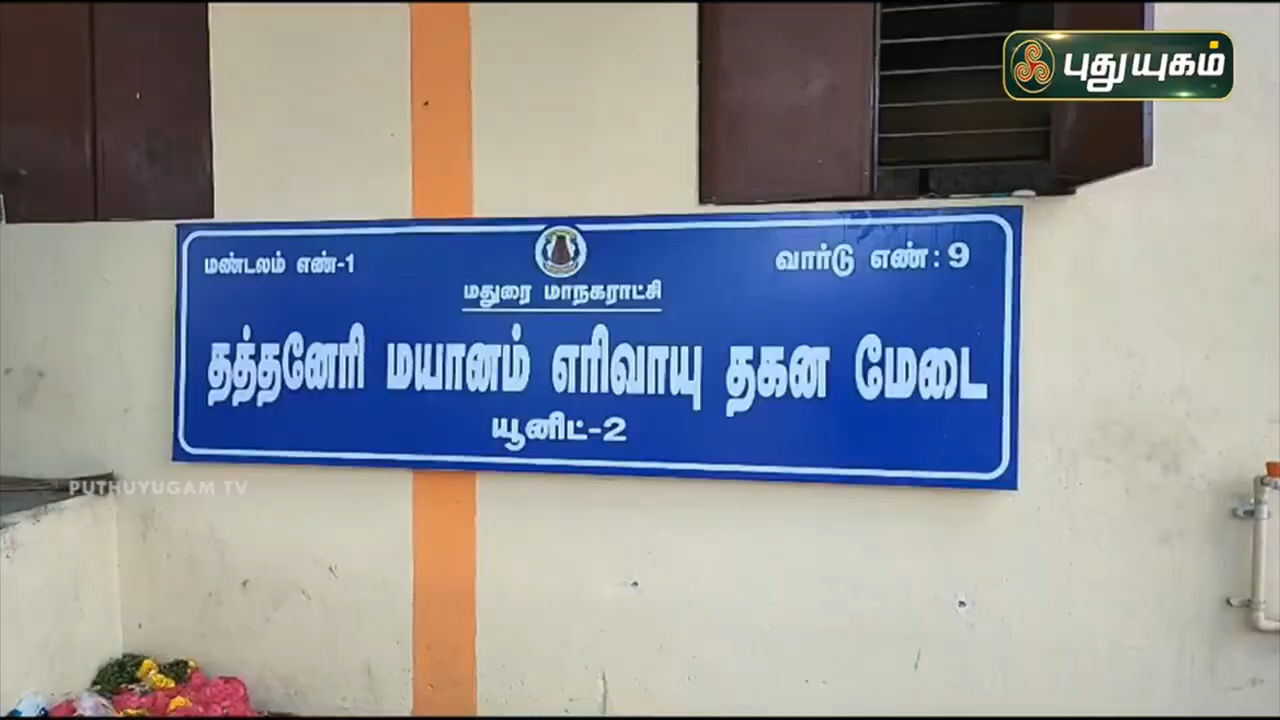 புதுயுகம்
மண்டலம் எண்-1
வார்டு எண்: 9
மதுரை மாநகராட்சி
தத்தனேரி மயானம் எரிவாயு தகன மேடை
யூனிட்-2
PUTHUYUGAM TV